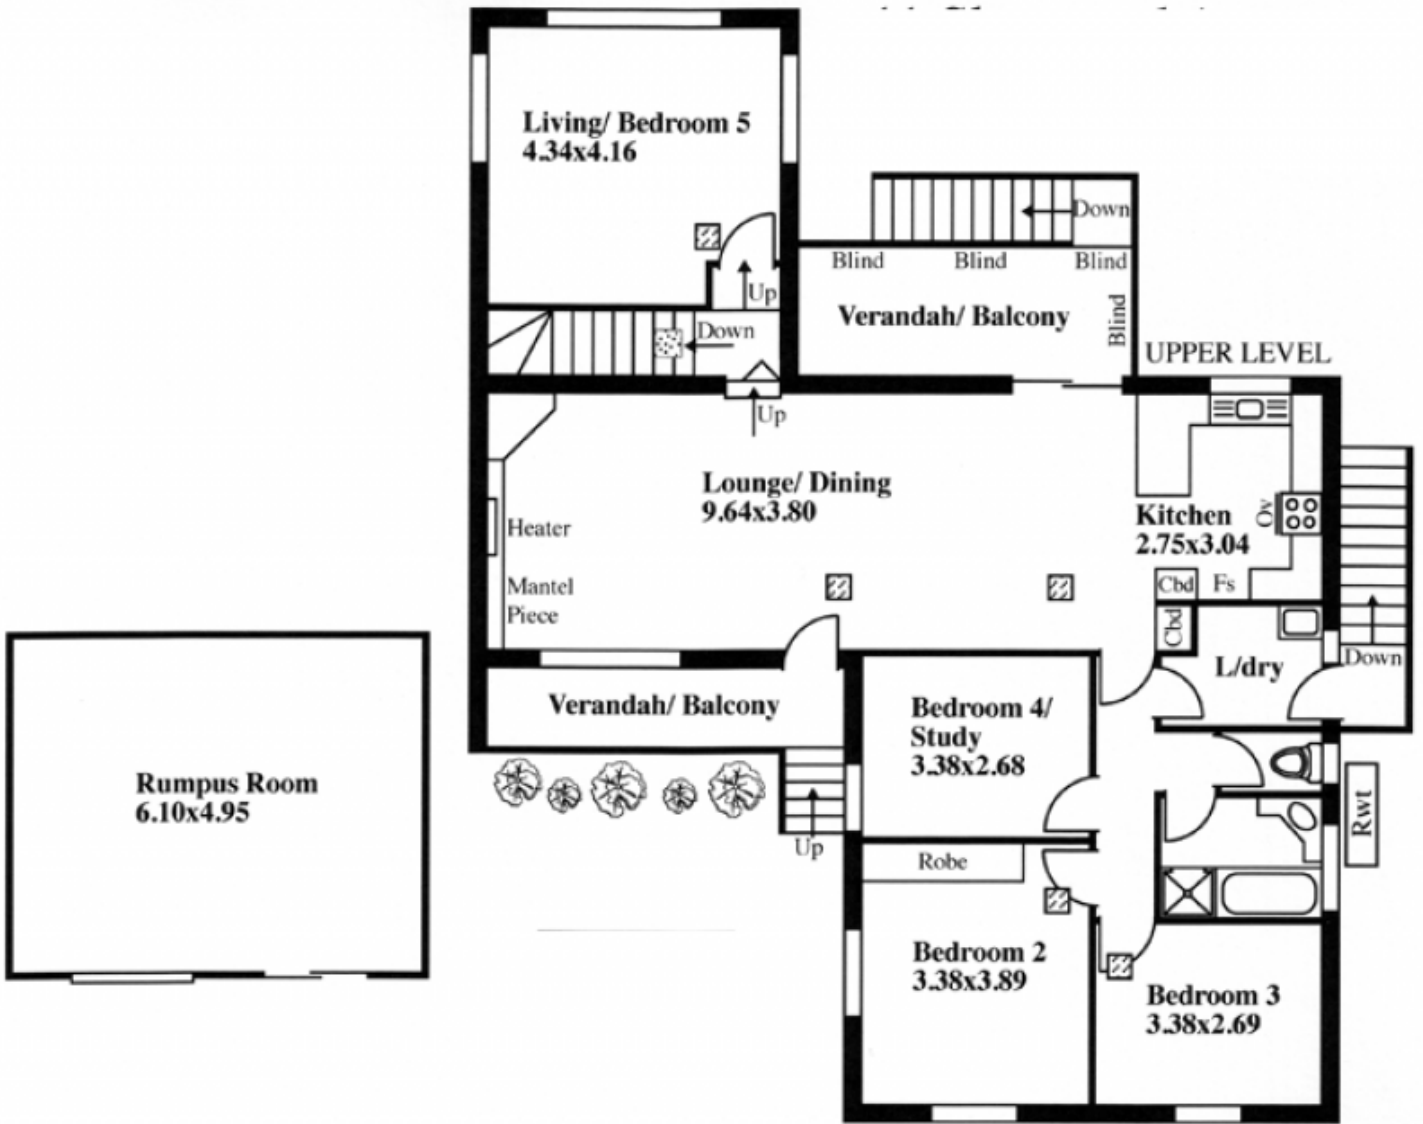 Living/ Bedroom 5
4.34x4.16
Up
Down
Down
Blind
Blind
Blind
Blind
Verandah/ Balcony
UPPER LEVEL
Up
Lounge/ Dining
9.64x3.80
Kitchen
2.75x3.04
Ov
Heater
Mantel
Piece
Cbd
Fs
Cbd
L/dry
Down
Verandah/ Balcony
Bedroom 4/
Study
3.38x2.68
Rumpus Room
6.10x4.95
Rwt
Up
Robe
Bedroom 2
3.38x3.89
Bedroom 3
3.38x2.69